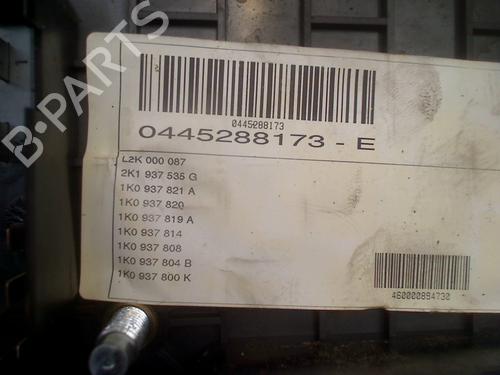 B-PARTS
0445288173
0445288173 - E
L2K 000 087
2K1 937 535 G
1K0 937 821 A
1K0 937 820
1K0 937 819 A
1K0 937 814
1K0 937 808
1K0 937 804 B
1K0 937 800 K
460000894730